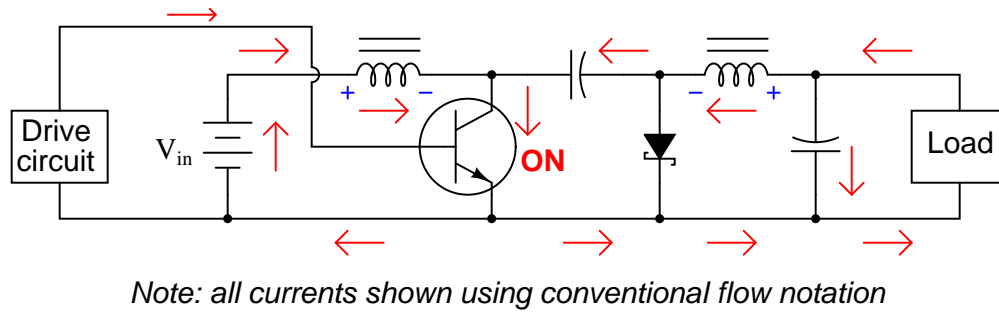 Drive
circuit
V_in
+ −
ON
− +
Load
Note: all currents shown using conventional flow notation